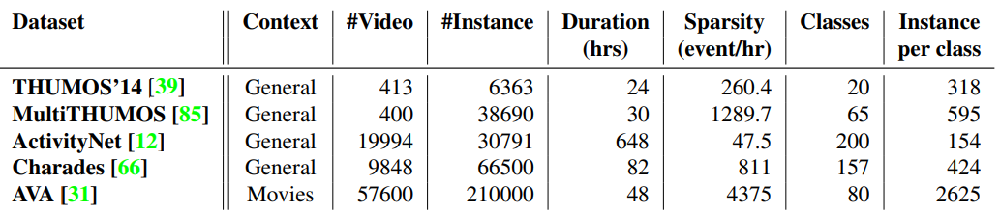 Dataset Context #Video #Instance Duration Sparsity Classes Instance
(hrs) (event/hr) per class
THUMOS'14 [39] General 413 6363 24 260.4 20 318
MultiTHUMOS [85] General 400 38690 30 1289.7 65 595
ActivityNet [12] General 19994 30791 648 47.5 200 154
Charades [66] General 9848 66500 82 811 157 424
AVA [31] Movies 57600 210000 48 4375 80 2625